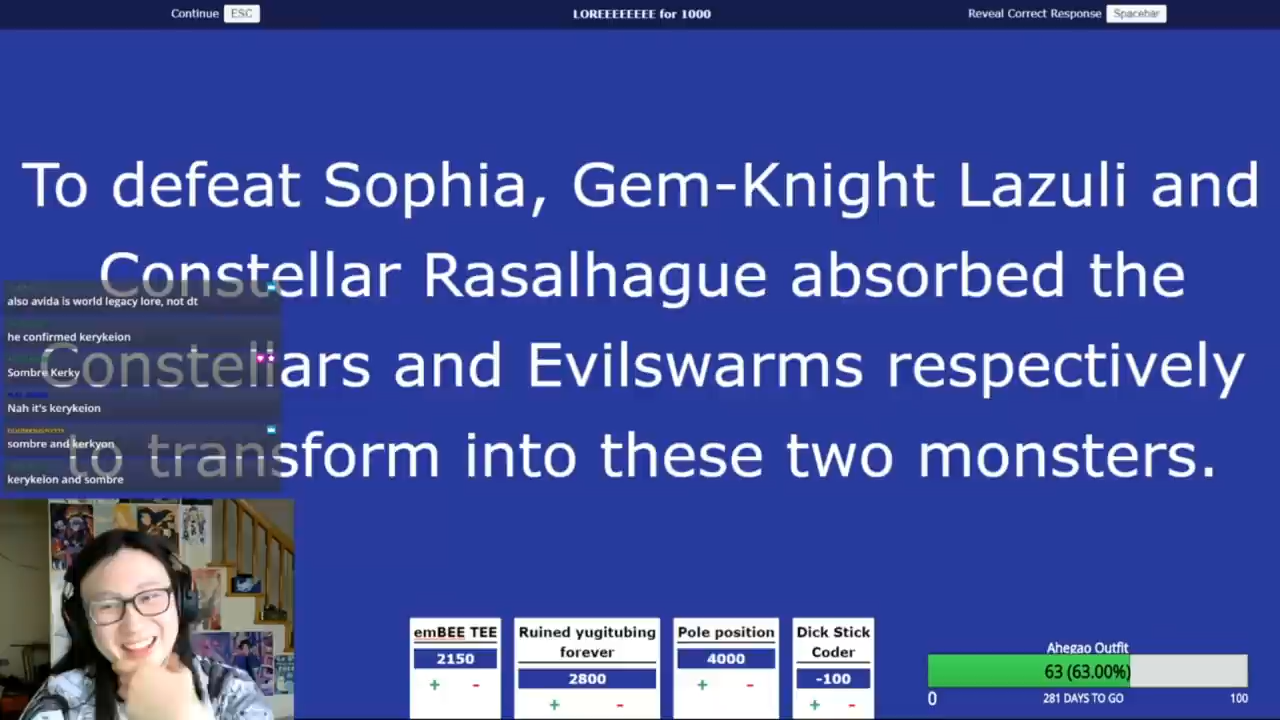 Continue ESC
LOREEEEEEEE for 1000
Reveal Correct Response Spacebar
To defeat Sophia, Gem-Knight Lazuli and
Constellar Rasalhague absorbed the
Constellars and Evilswarms respectively
to transform into these two monsters.
also avida is world legacy lore, not dt
he confirmed kerykeion
Sombre Kerky
Nah it's kerykeion
sombre and kerkyon
kerykeion and sombre
emBEE TEE
2150
+ -
Ruined yugitubing
forever
2800
+ -
Pole position
4000
+ -
Dick Stick
Coder
-100
+ -
Ahegao Outfit
63 (63.00%)
0 281 DAYS TO GO 100